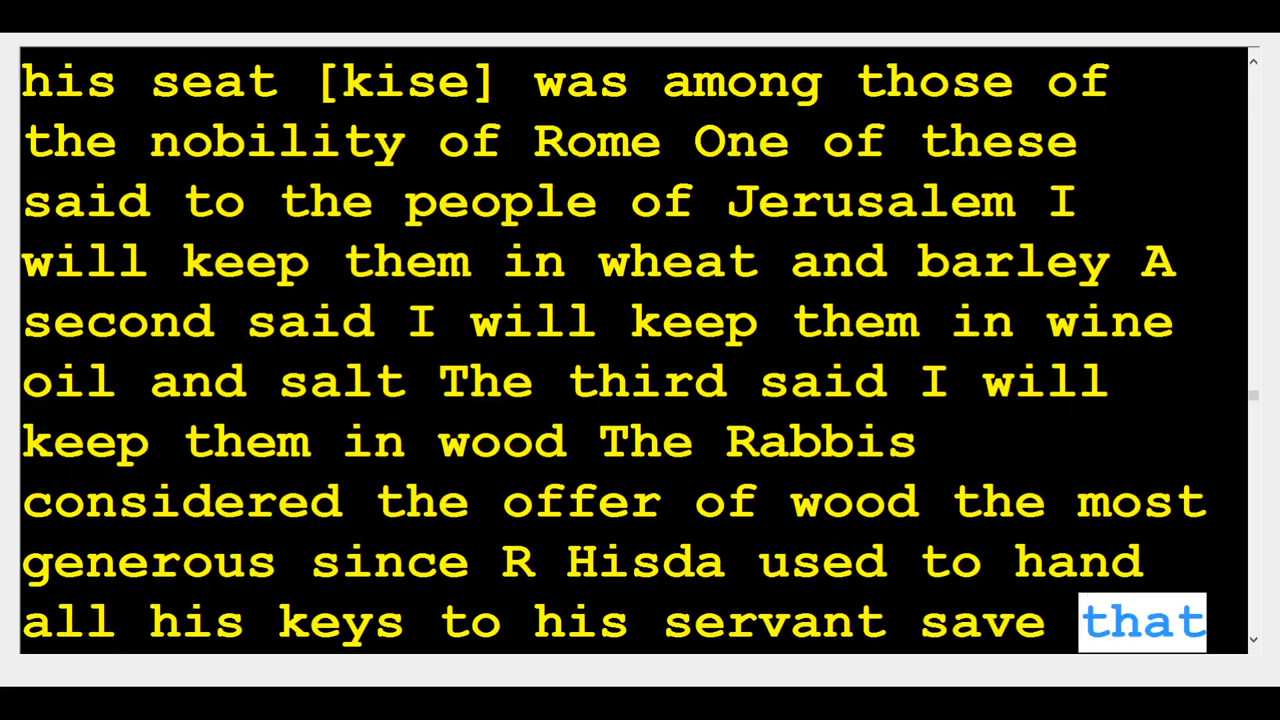 his seat [kise] was among those of
the nobility of Rome One of these
said to the people of Jerusalem I
will keep them in wheat and barley A
second said I will keep them in wine
oil and salt The third said I will
keep them in wood The Rabbis
considered the offer of wood the most
generous since R Hisda used to hand
all his keys to his servant save that